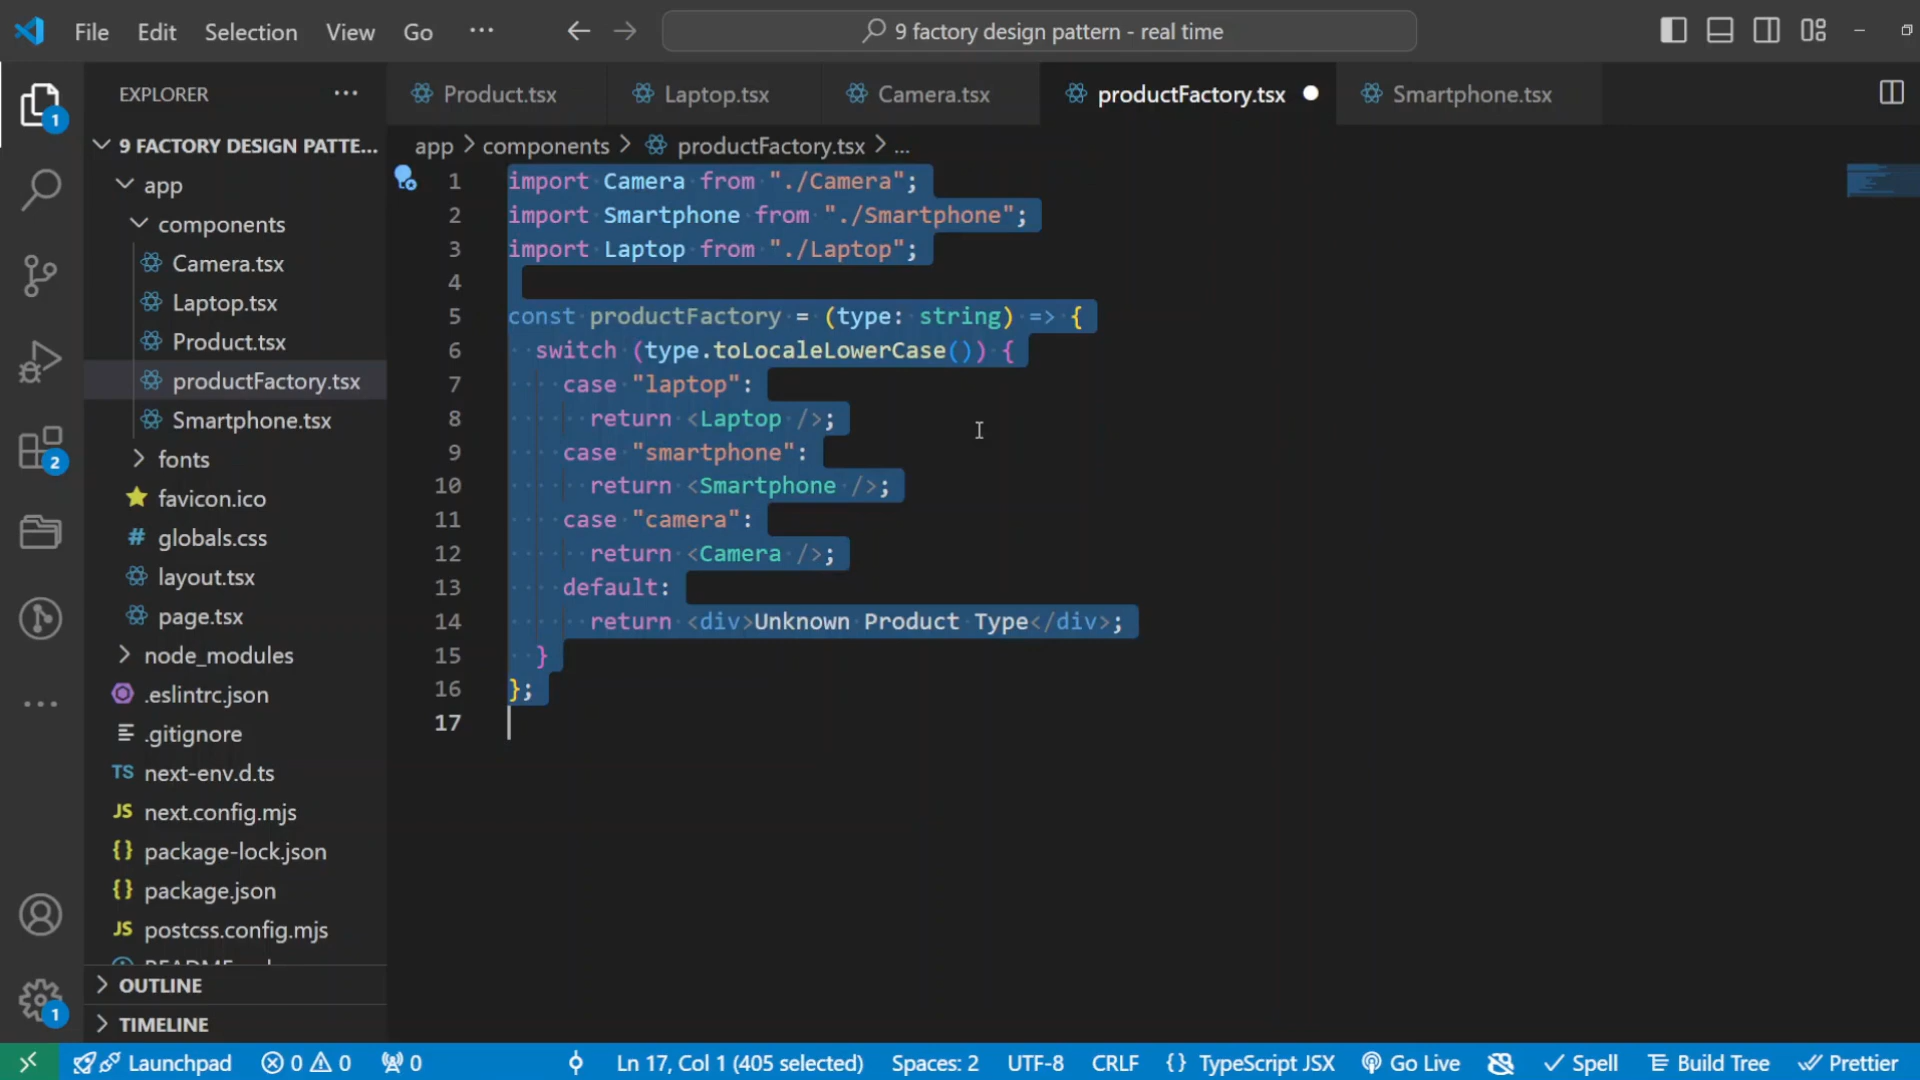 File Edit Selection View Go ··· 9 factory design pattern - real time
EXPLORER ···
Product.tsx Laptop.tsx Camera.tsx productFactory.tsx Smartphone.tsx
app > components > productFactory.tsx > ...
9 FACTORY DESIGN PATTE...
app
components
Camera.tsx
Laptop.tsx
Product.tsx
productFactory.tsx
Smartphone.tsx
fonts
favicon.ico
globals.css
layout.tsx
page.tsx
node_modules
.eslintrc.json
.gitignore
TS next-env.d.ts
JS next.config.mjs
{} package-lock.json
{} package.json
JS postcss.config.mjs
OUTLINE
TIMELINE
1
2
1
1 import Camera from "./Camera";
2 import Smartphone from "./Smartphone";
3 import Laptop from "./Laptop";
4
5 const productFactory = (type: string) => {
6 switch (type.toLocaleLowerCase()) {
7 case "laptop":
8 return <Laptop />;
9 case "smartphone":
10 return <Smartphone />;
11 case "camera":
12 return <Camera />;
13 default:
14 return <div>Unknown Product Type</div>;
15 }
16 };
17
Launchpad 0 0 0 Ln 17, Col 1 (405 selected) Spaces: 2 UTF-8 CRLF {} TypeScript JSX Go Live Spell Build Tree Prettier